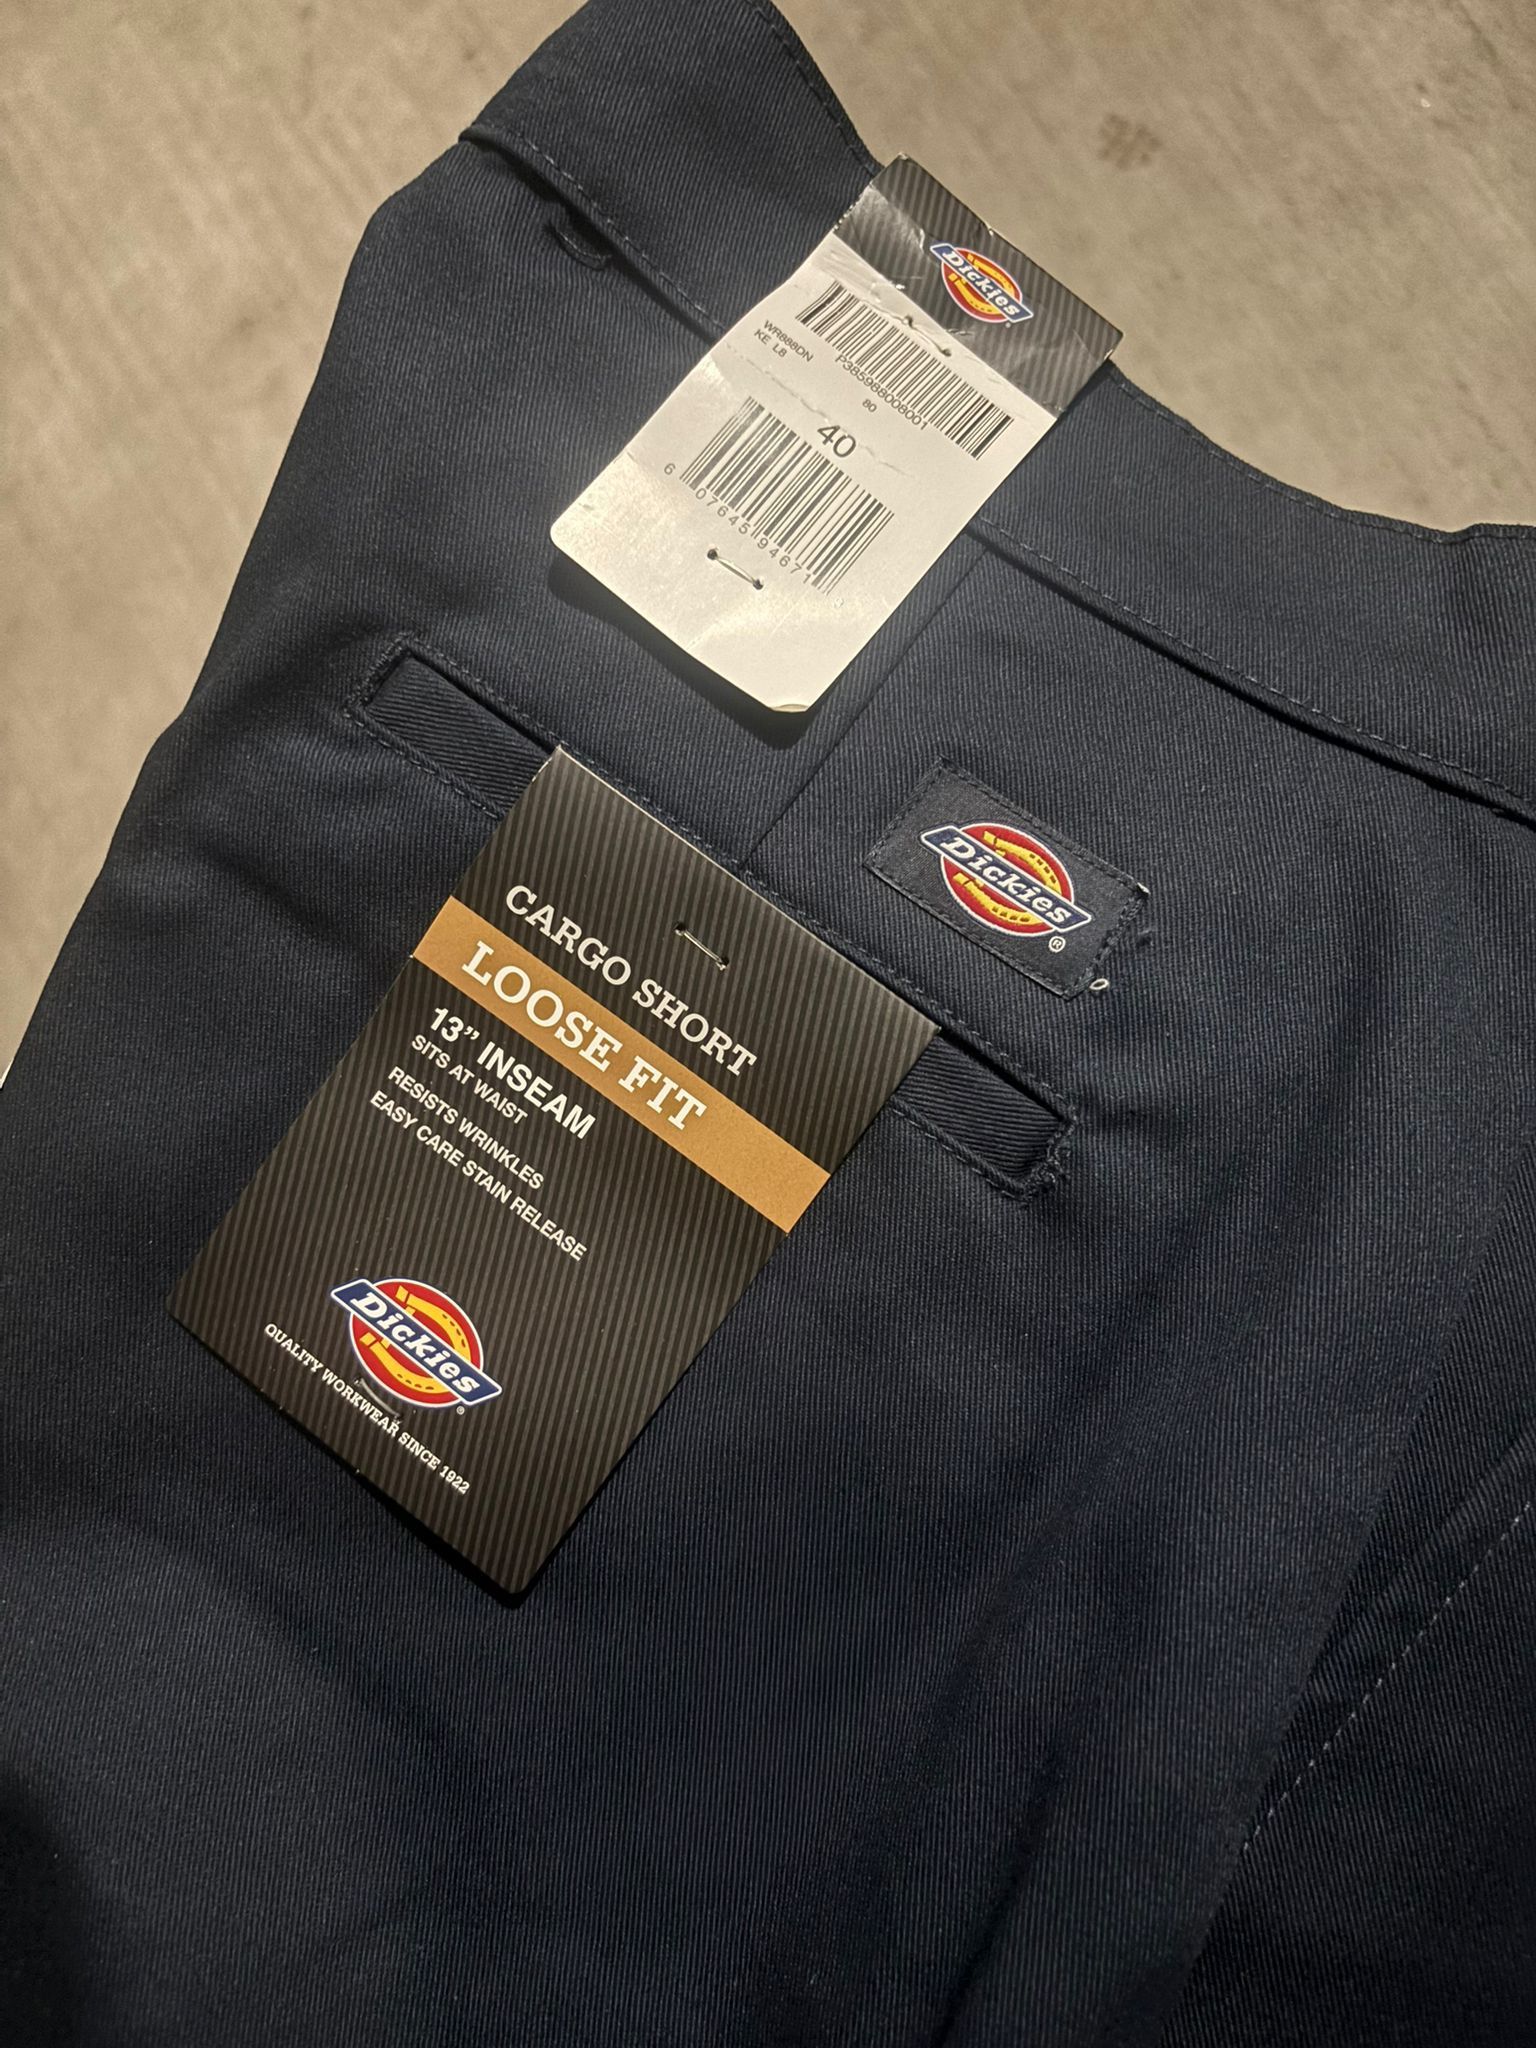 Dickies
P385988008001
WR888DN
KE L8
80
40
6 07645 94671
Dickies®
CARGO SHORT
LOOSE FIT
13” INSEAM
SITS AT WAIST
RESISTS WRINKLES
EASY CARE STAIN RELEASE
Dickies®
QUALITY WORKWEAR SINCE 1922